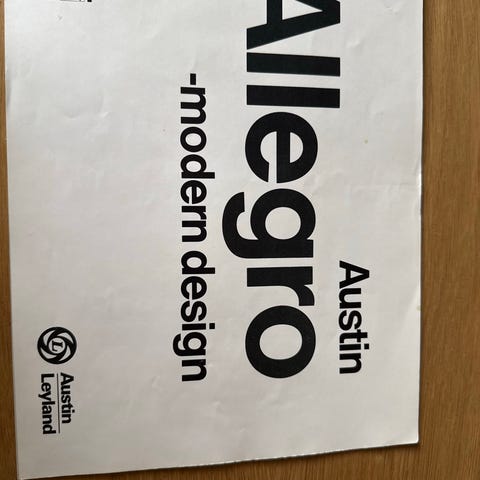 Austin
Allegro
-modern design
Austin
Leyland